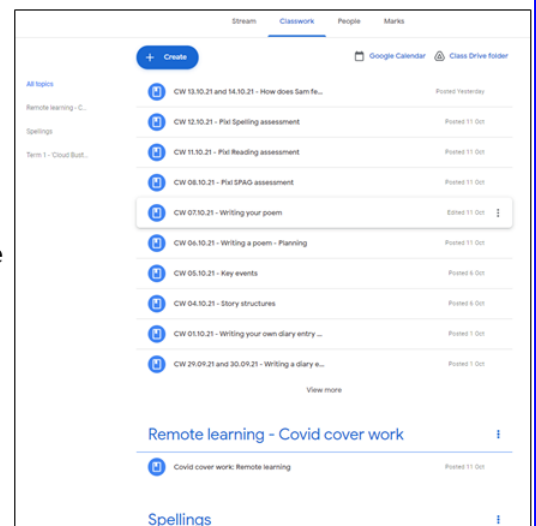 Stream Classwork People Marks
+ Create
Google Calendar Class Drive folder
All topics
Remote learning - C...
Spellings
Term 1 - 'Cloud Bust...
CW 13.10.21 and 14.10.21 - How does Sam fe... Posted Yesterday
CW 12.10.21 - Pixl Spelling assessment Posted 11 Oct
CW 11.10.21 - Pixl Reading assessment Posted 11 Oct
CW 08.10.21 - Pixl SPAG assessment Posted 11 Oct
CW 07.10.21 - Writing your poem Edited 11 Oct
e
CW 06.10.21 - Writing a poem - Planning Posted 11 Oct
CW 05.10.21 - Key events Posted 6 Oct
CW 04.10.21 - Story structures Posted 6 Oct
CW 01.10.21 - Writing your own diary entry ... Posted 1 Oct
CW 29.09.21 and 30.09.21 - Writing a diary e... Posted 1 Oct
View more
Remote learning - Covid cover work
Covid cover work: Remote learning Posted 11 Oct
Spellings